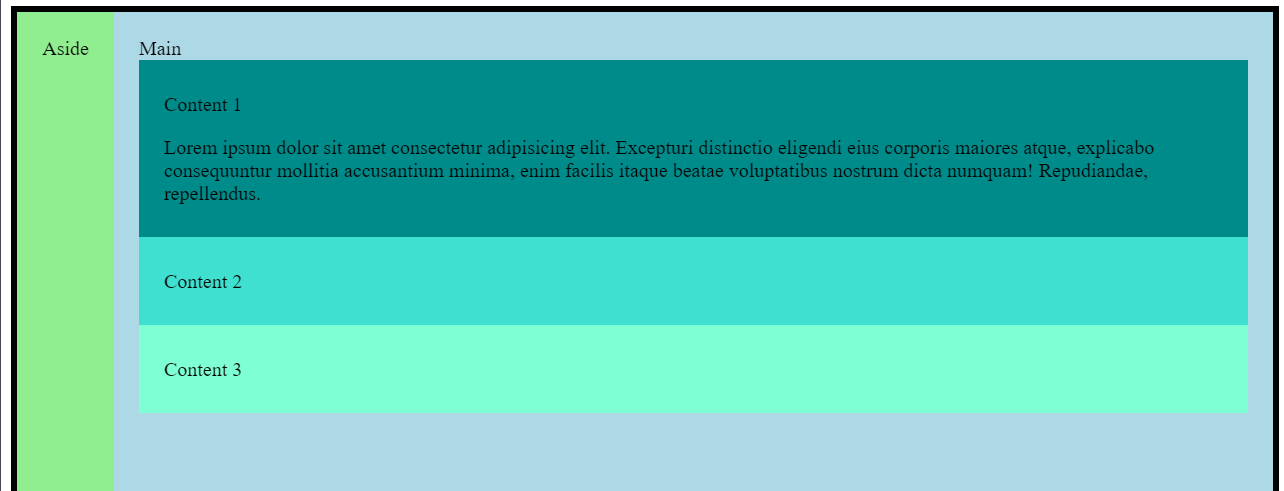 Aside
Main
Content 1
Lorem ipsum dolor sit amet consectetur adipisicing elit. Excepturi distinctio eligendi eius corporis maiores atque, explicabo
consequuntur mollitia accusantium minima, enim facilis itaque beatae voluptatibus nostrum dicta numquam! Repudiandae,
repellendus.
Content 2
Content 3